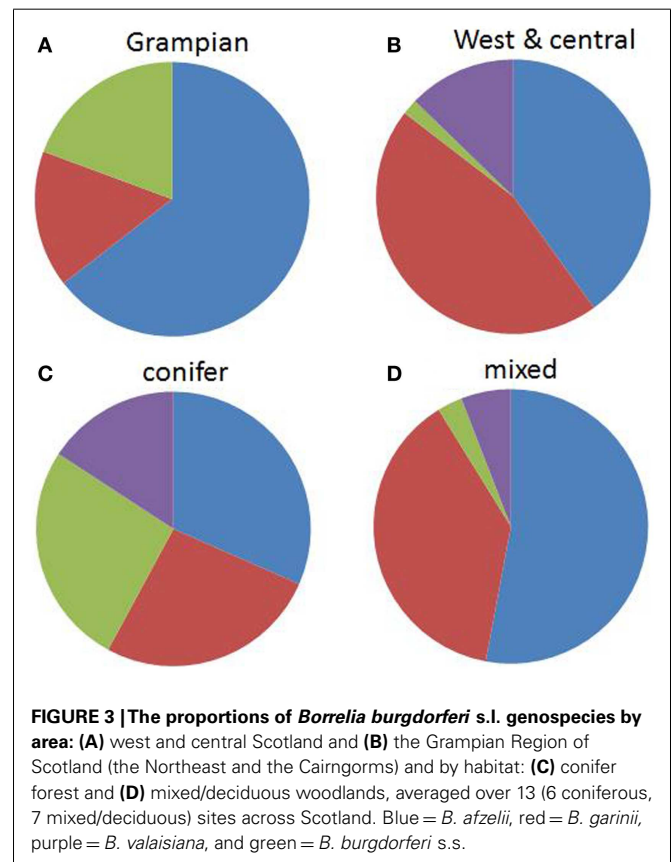 A Grampian
B West & central
C conifer
D mixed
FIGURE 3 | The proportions of Borrelia burgdorferi s.l. genospecies by
area: (A) west and central Scotland and (B) the Grampian Region of
Scotland (the Northeast and the Cairngorms) and by habitat: (C) conifer
forest and (D) mixed/deciduous woodlands, averaged over 13 (6 coniferous,
7 mixed/deciduous) sites across Scotland. Blue = B. afzelii, red = B. garinii,
purple = B. valaisiana, and green = B. burgdorferi s.s.